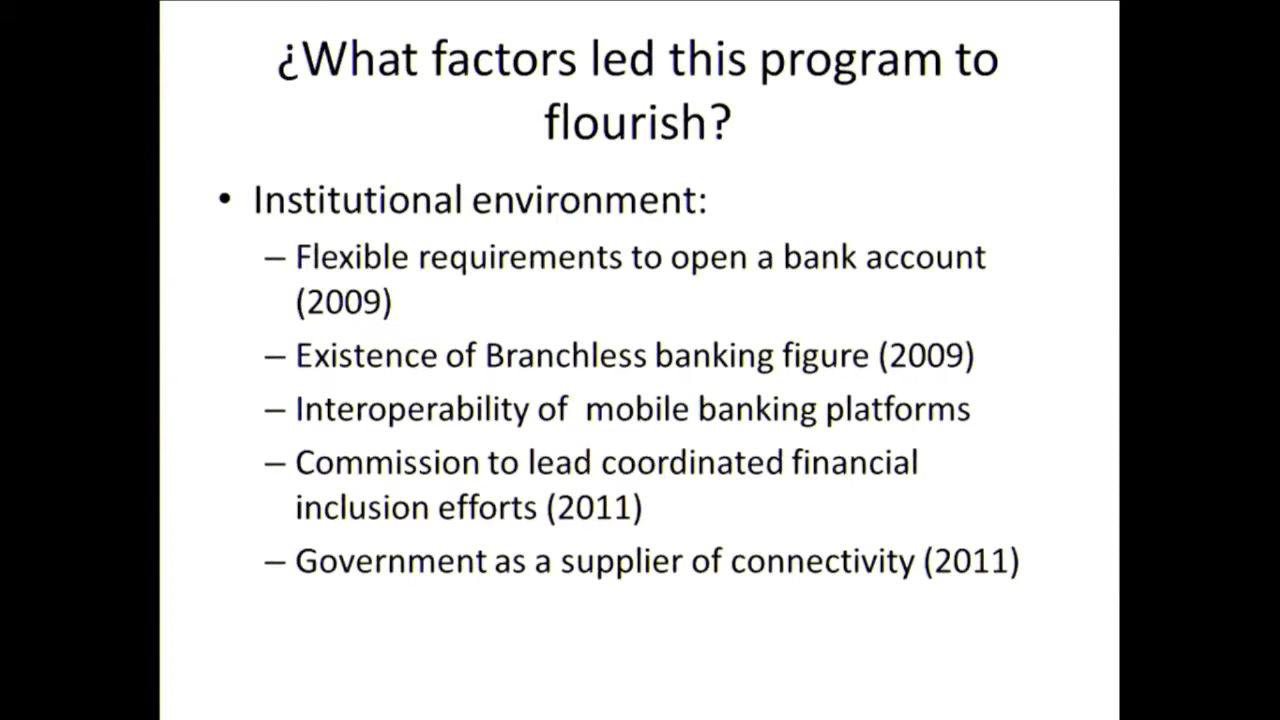 ¿What factors led this program to
flourish?
• Institutional environment:
– Flexible requirements to open a bank account
(2009)
– Existence of Branchless banking figure (2009)
– Interoperability of  mobile banking platforms
– Commission to lead coordinated financial
inclusion efforts (2011)
– Government as a supplier of connectivity (2011)